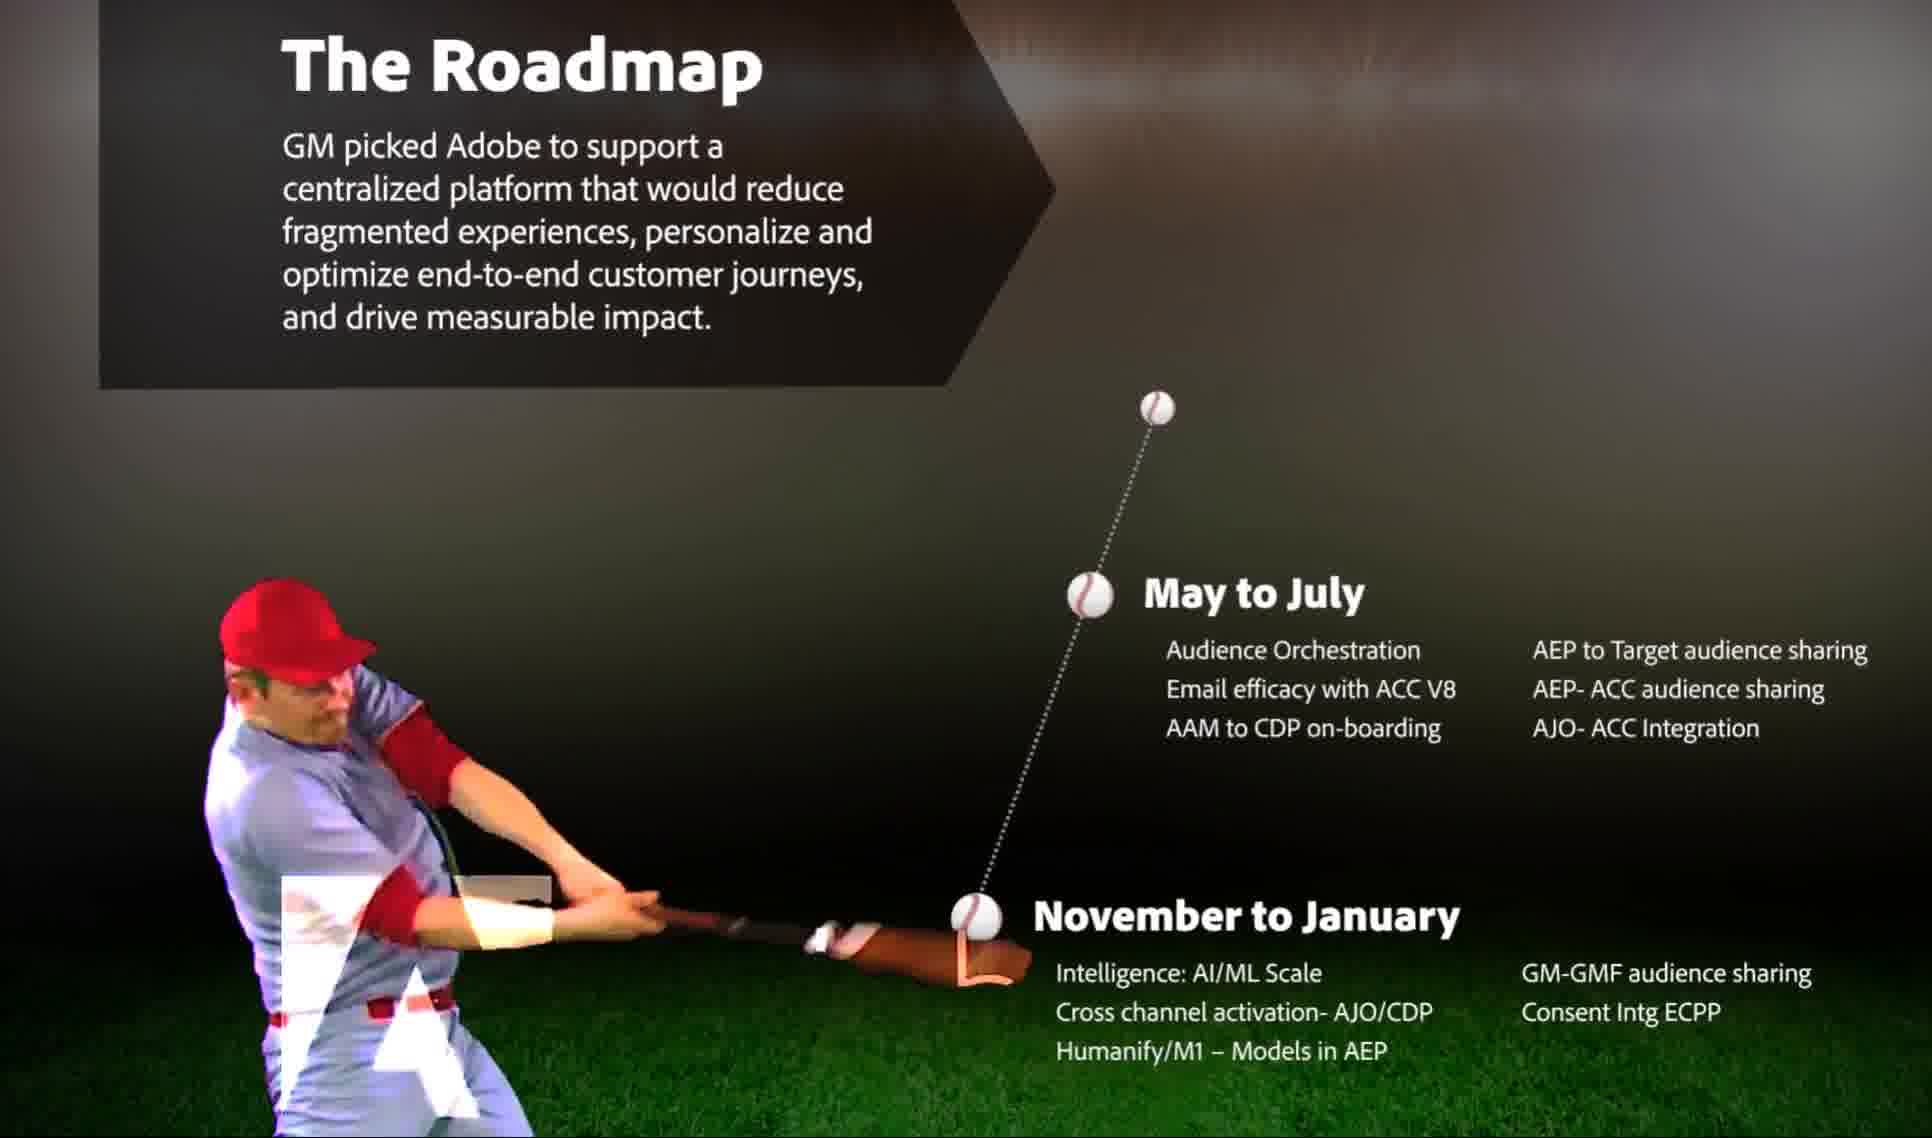 The Roadmap
GM picked Adobe to support a
centralized platform that would reduce
fragmented experiences, personalize and
optimize end-to-end customer journeys,
and drive measurable impact.
May to July
Audience Orchestration
Email efficacy with ACC V8
AAM to CDP on-boarding
AEP to Target audience sharing
AEP- ACC audience sharing
AJO- ACC Integration
November to January
Intelligence: AI/ML Scale
Cross channel activation- AJO/CDP
Humanify/M1 – Models in AEP
GM-GMF audience sharing
Consent Intg ECPP